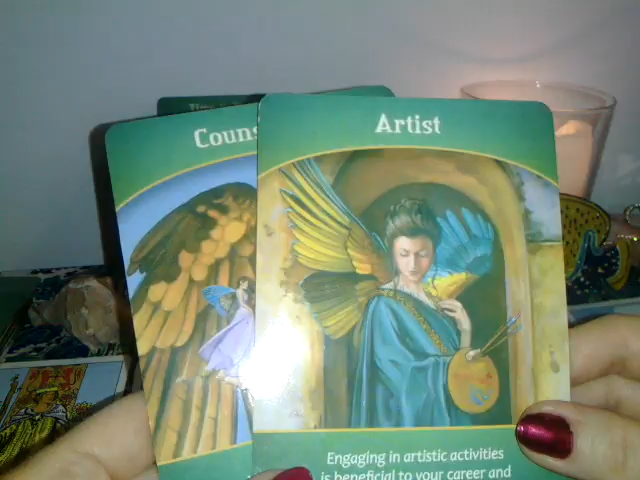 Couns
Artist
Engaging in artistic activities
is beneficial to your career and